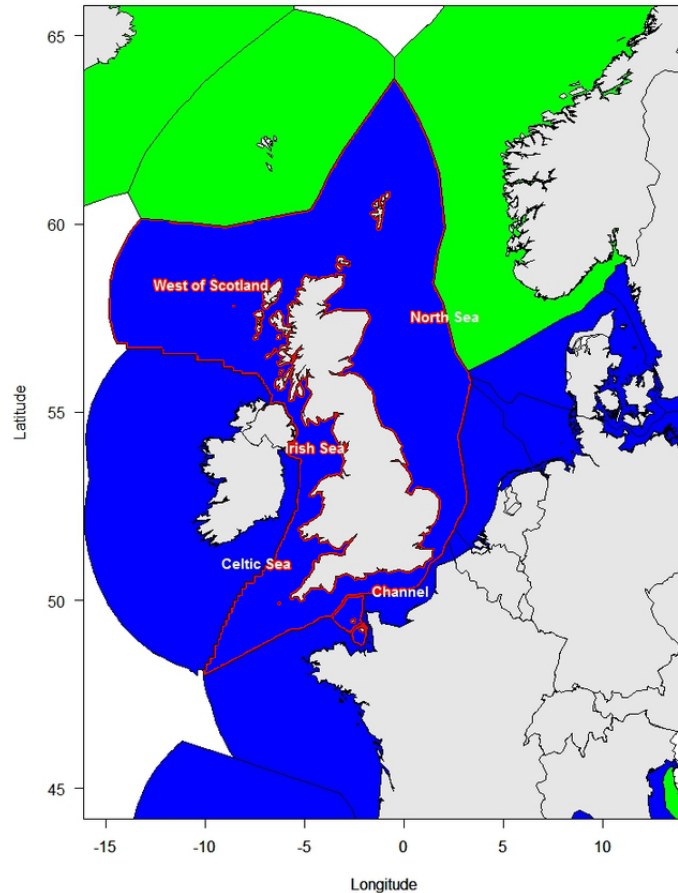 65
60
West of Scotland
North Sea
55
Latitude
Irish Sea
Celtic Sea
Channel
50
45
-15
-10
-5
0
5
10
Longitude